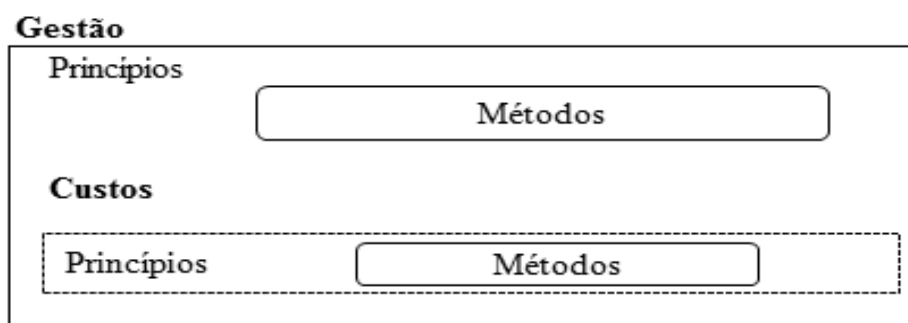 Gestão
Princípios
Métodos
Custos
Princípios Métodos